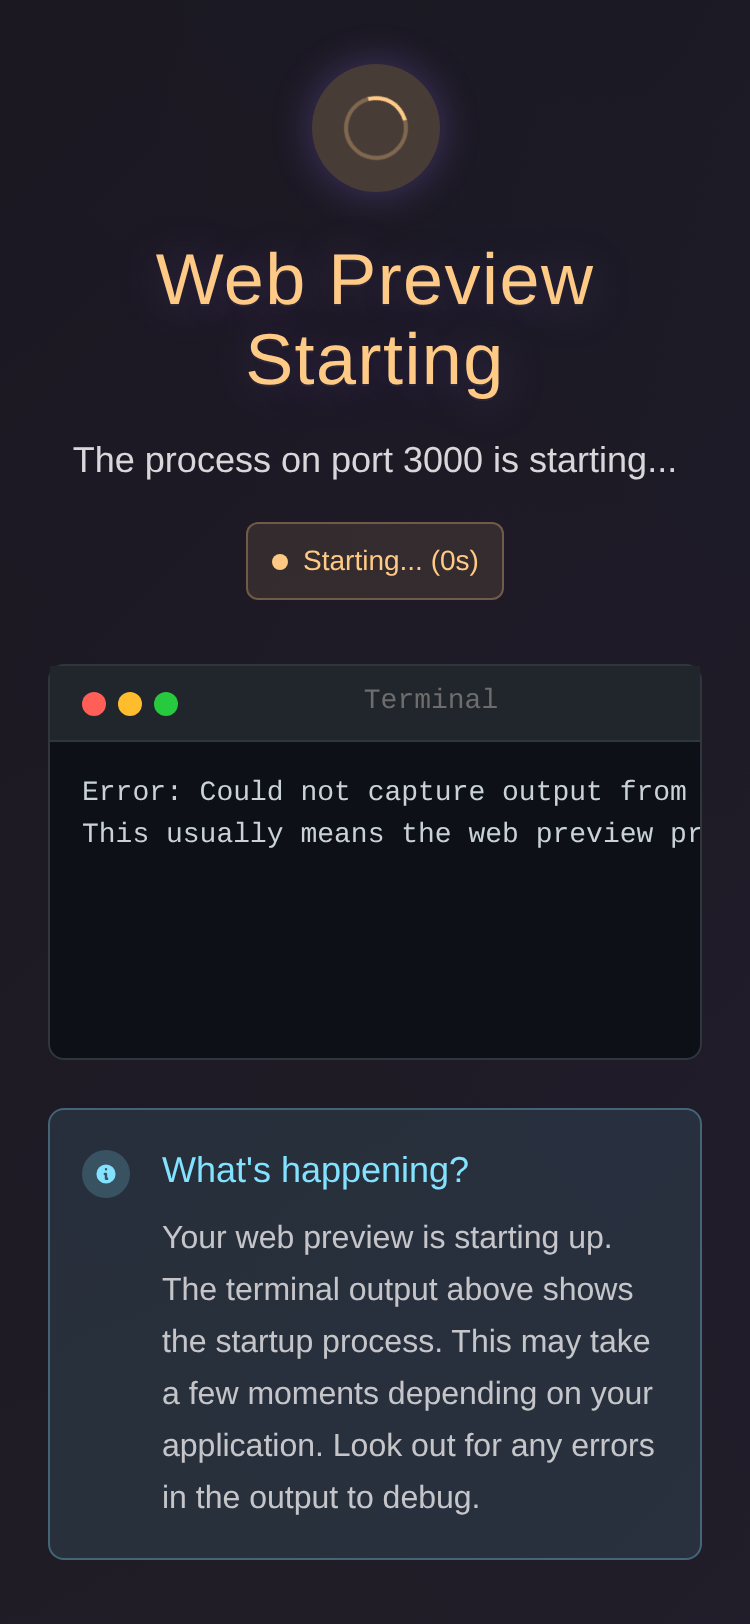 Web Preview
Starting
The process on port 3000 is starting...
Starting... (0s)
Terminal
Error: Could not capture output from
This usually means the web preview pr
What's happening?
Your web preview is starting up.
The terminal output above shows
the startup process. This may take
a few moments depending on your
application. Look out for any errors
in the output to debug.